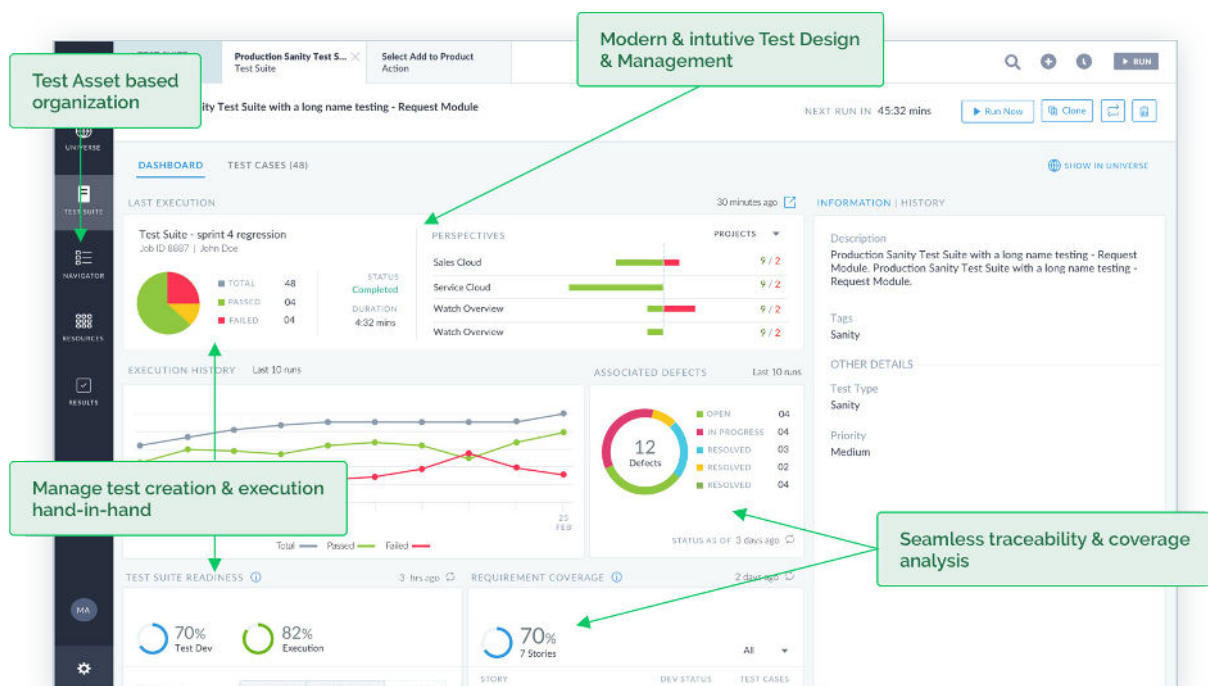 Modern & intutive Test Design
& Management
Test Asset based
organization
Production Sanity Test S...
Test Suite
Select Add to Product
Action
RUN
ity Test Suite with a long name testing - Request Module
NEXT RUN IN 45:32 mins
Run Now
Clone
UNIVERSE
TEST SUITE
NAVIGATOR
RESOURCES
RESULTS
MA
DASHBOARD
TEST CASES (48)
SHOW IN UNIVERSE
LAST EXECUTION
30 minutes ago
Test Suite - sprint 4 regression
Job ID 8887 | John Doe
TOTAL 48
PASSED 04
FAILED 04
STATUS
Completed
DURATION
4:32 mins
PERSPECTIVES
PROJECTS
Sales Cloud 9 / 2
Service Cloud 9 / 2
Watch Overview 9 / 2
Watch Overview 9 / 2
INFORMATION | HISTORY
Description
Production Sanity Test Suite with a long name testing - Request
Module. Production Sanity Test Suite with a long name testing -
Request Module.
Tags
Sanity
OTHER DETAILS
Test Type
Sanity
Priority
Medium
EXECUTION HISTORY Last 10 runs
25
FEB
Total
Passed
Failed
ASSOCIATED DEFECTS Last 10 runs
12
Defects
OPEN 04
IN PROGRESS 04
RESOLVED 03
RESOLVED 02
RESOLVED 04
STATUS AS OF 3 days ago
Manage test creation & execution
hand-in-hand
Seamless traceability & coverage
analysis
TEST SUITE READINESS
3 hrs ago
70%
Test Dev
82%
Execution
REQUIREMENT COVERAGE
2 days ago
70%
7 Stories
All
STORY
DEV STATUS
TEST CASES